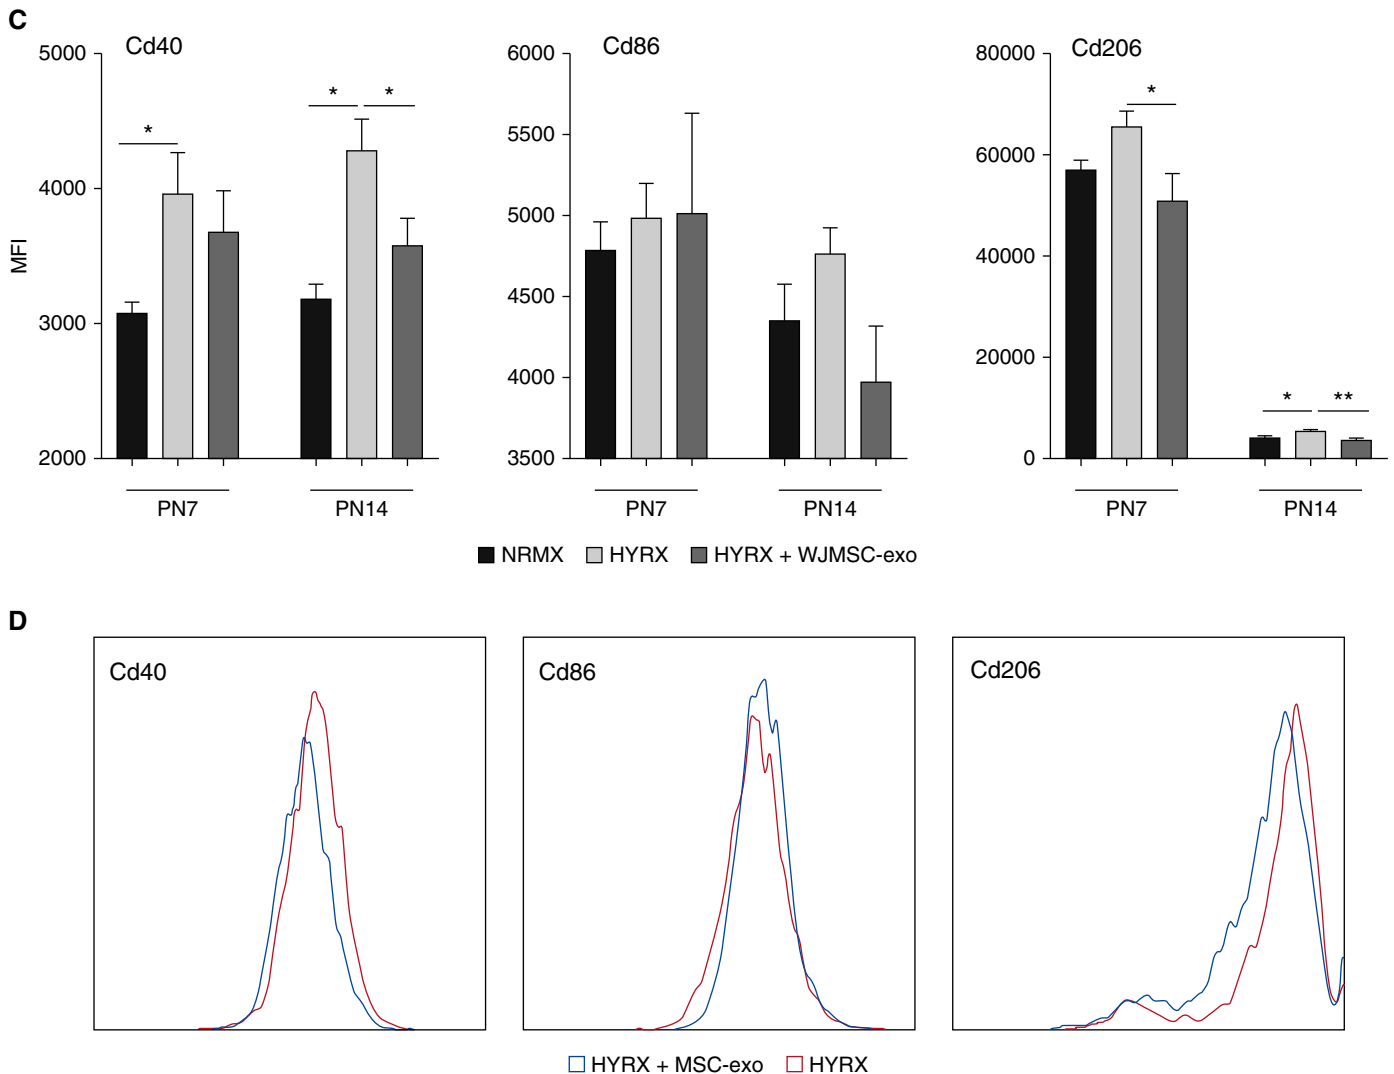 C
Cd40
Cd86
Cd206
MFI
5000
4000
3000
2000
* * *
PN7 PN14
6000
5500
5000
4500
4000
3500
PN7 PN14
80000
60000
40000
20000
0
*
* **
PN7 PN14
NRMX HYRX HYRX + WJMSC-exo
D
Cd40
Cd86
Cd206
HYRX + MSC-exo HYRX